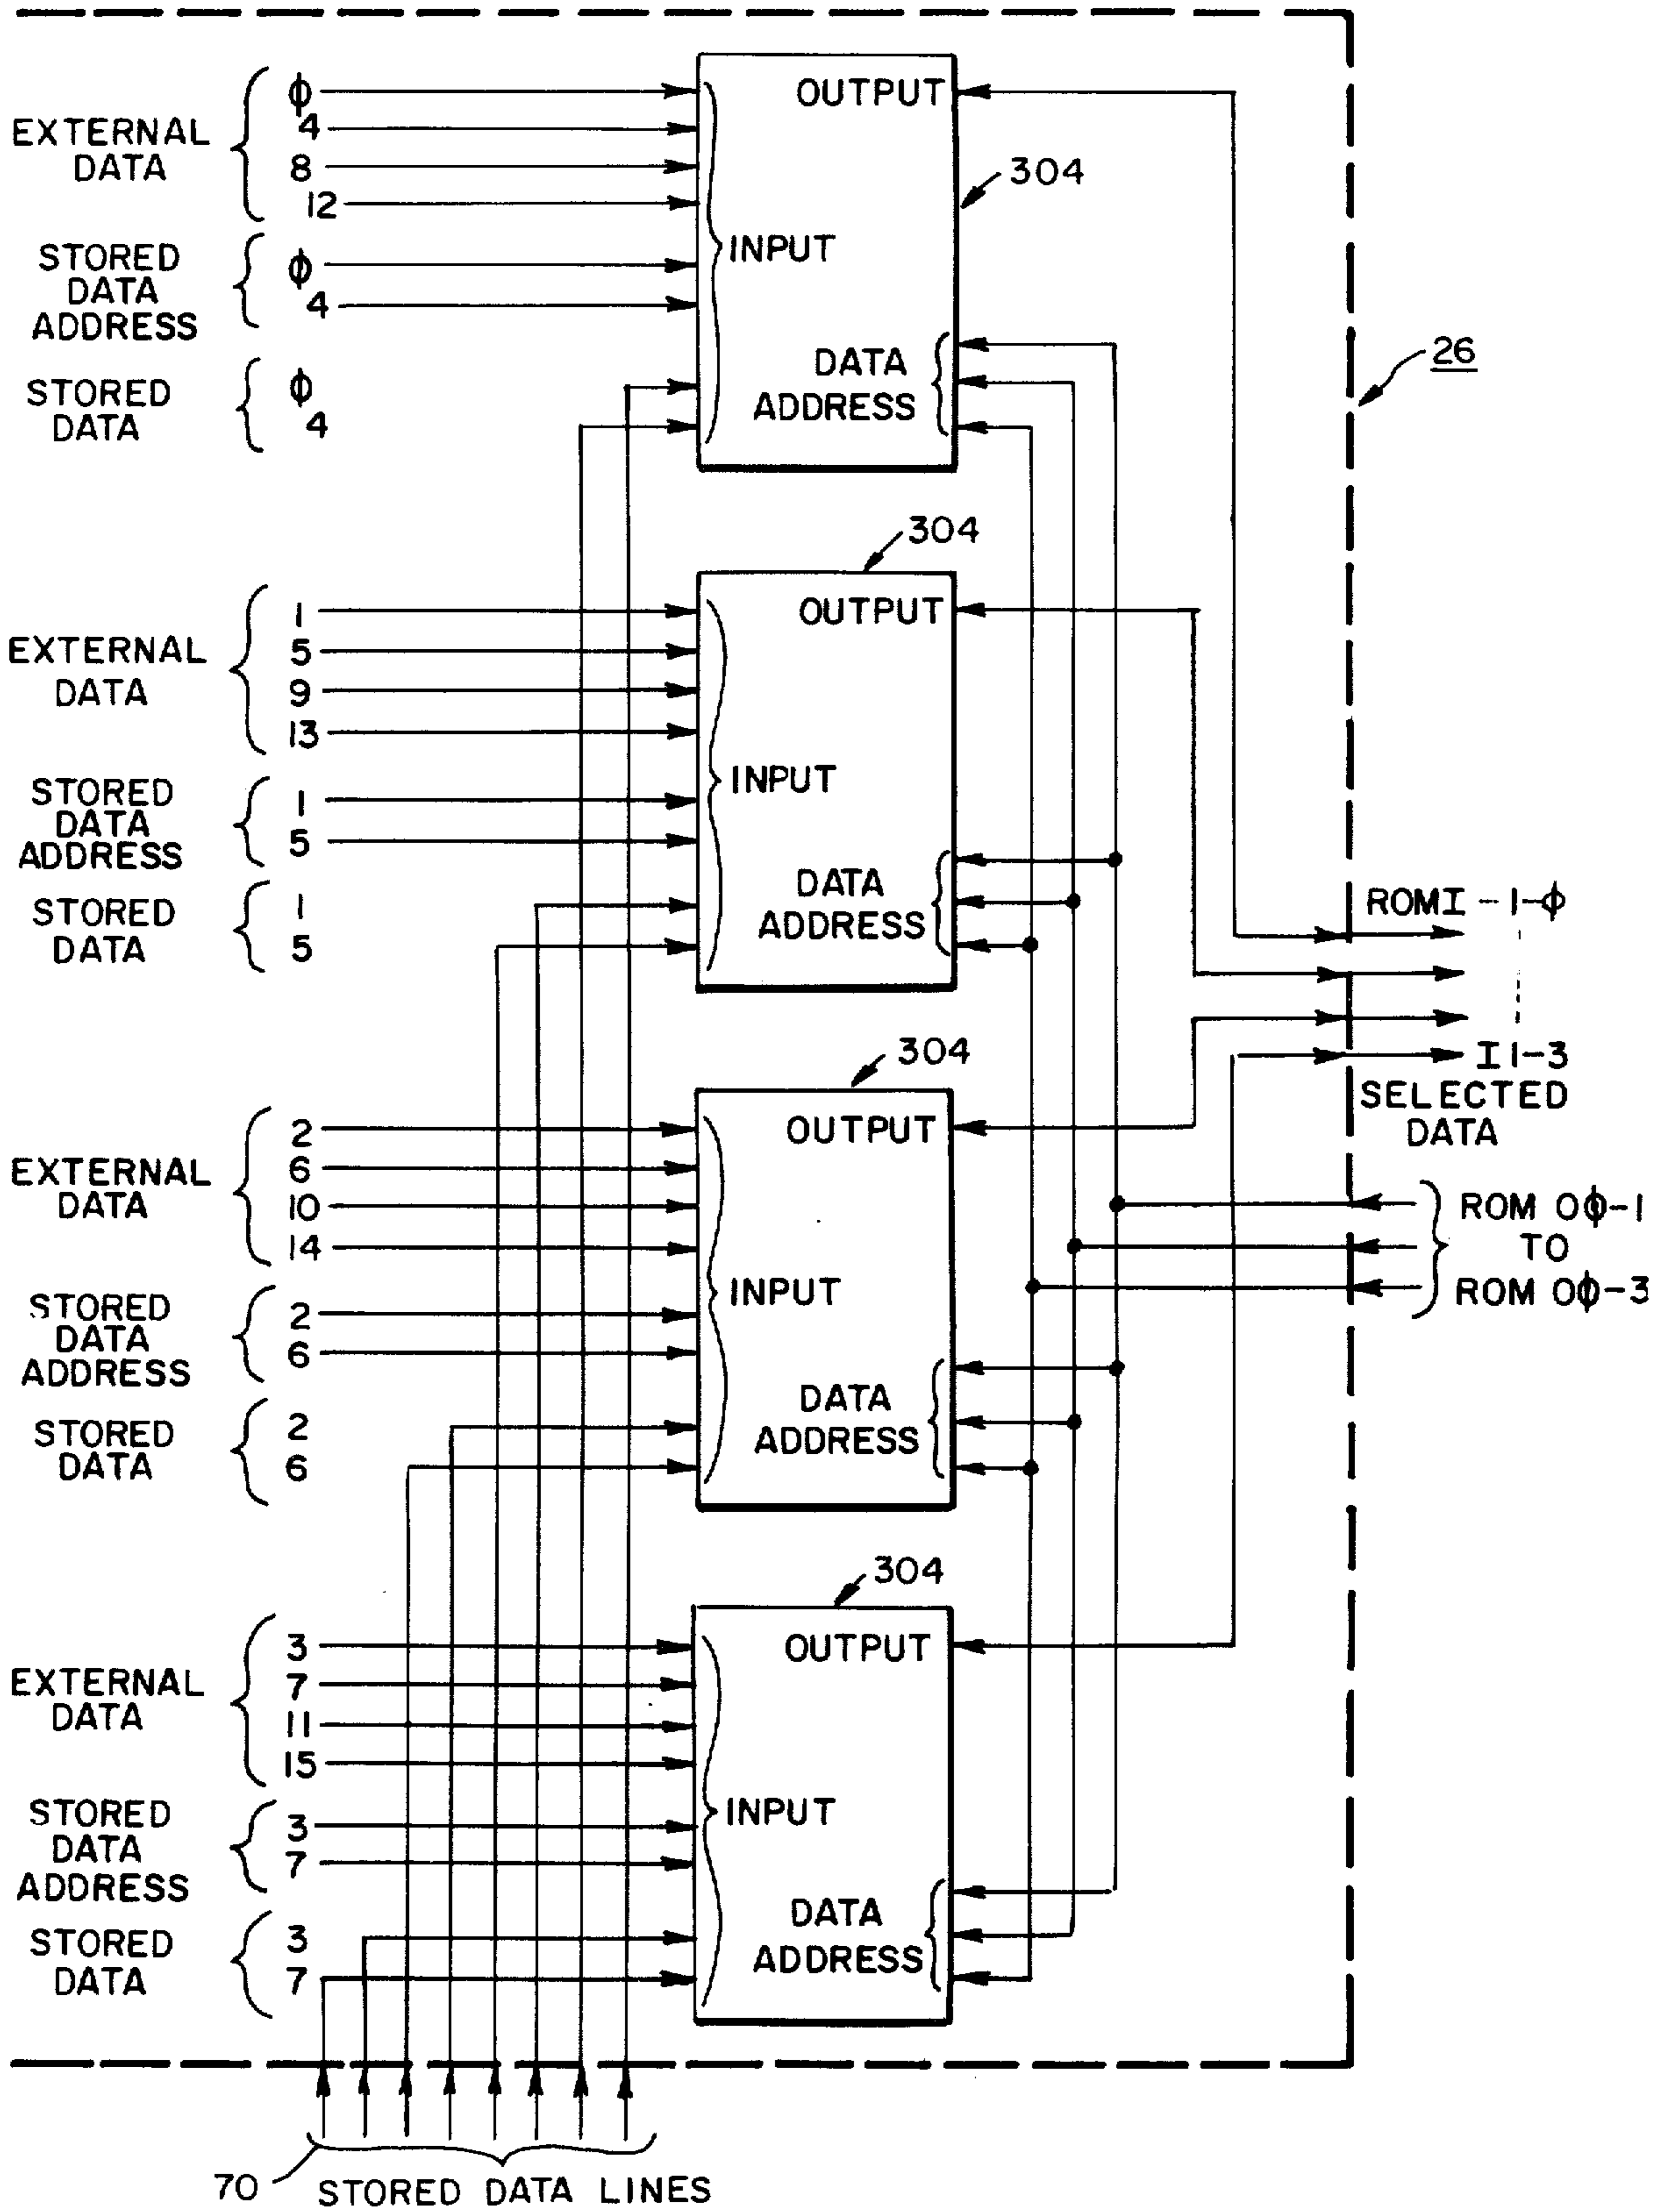 EXTERNAL
DATA
ϕ
4
8
12
STORED
DATA
ADDRESS
ϕ
4
STORED
DATA
ϕ
4
OUTPUT
INPUT
DATA
ADDRESS
304
26
304
EXTERNAL
DATA
1
5
9
13
STORED
DATA
ADDRESS
1
5
STORED
DATA
1
5
OUTPUT
INPUT
DATA
ADDRESS
ROMI-1-ϕ
I1-3
SELECTED
DATA
304
EXTERNAL
DATA
2
6
10
14
STORED
DATA
ADDRESS
2
6
STORED
DATA
2
6
OUTPUT
INPUT
DATA
ADDRESS
ROM Oϕ-1
TO
ROM Oϕ-3
304
EXTERNAL
DATA
3
7
11
15
STORED
DATA
ADDRESS
3
7
STORED
DATA
3
7
OUTPUT
INPUT
DATA
ADDRESS
70
STORED DATA LINES